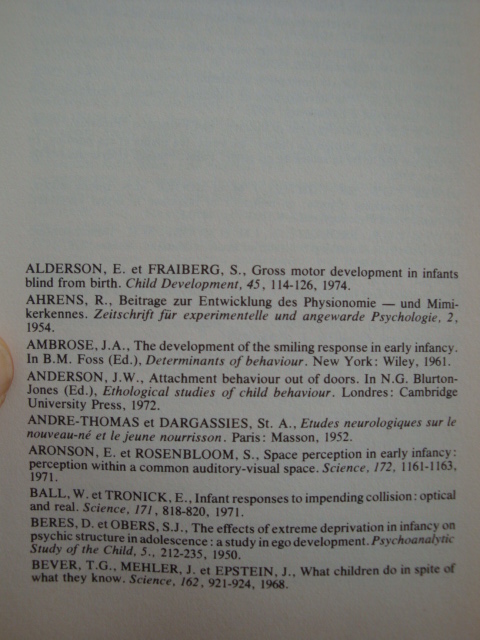 ALDERSON, E. et FRAIBERG, S., Gross motor development in infants
blind from birth. Child Development, 45, 114-126, 1974.
AHRENS, R., Beitrage zur Entwicklung des Physionomie — und Mimi-
kerkennes. Zeitschrift für experimentelle und angewarde Psychologie, 2,
1954.
AMBROSE, J.A., The development of the smiling response in early infancy.
In B.M. Foss (Ed.), Determinants of behaviour. New York: Wiley, 1961.
ANDERSON, J.W., Attachment behaviour out of doors. In N.G. Blurton-
Jones (Ed.), Ethological studies of child behaviour. Londres: Cambridge
University Press, 1972.
ANDRE-THOMAS et DARGASSIES, St. A., Etudes neurologiques sur le
nouveau-né et le jeune nourrisson. Paris: Masson, 1952.
ARONSON, E. et ROSENBLOOM, S., Space perception in early infancy:
perception within a common auditory-visual space. Science, 172, 1161-1163,
1971.
BALL, W. et TRONICK, E., Infant responses to impending collision: optical
and real. Science, 171, 818-820, 1971.
BERES, D. et OBERS, S.J., The effects of extreme deprivation in infancy on
psychic structure in adolescence: a study in ego development. Psychoanalytic
Study of the Child, 5., 212-235, 1950.
BEVER, T.G., MEHLER, J. et EPSTEIN, J., What children do in spite of
what they know. Science, 162, 921-924, 1968.